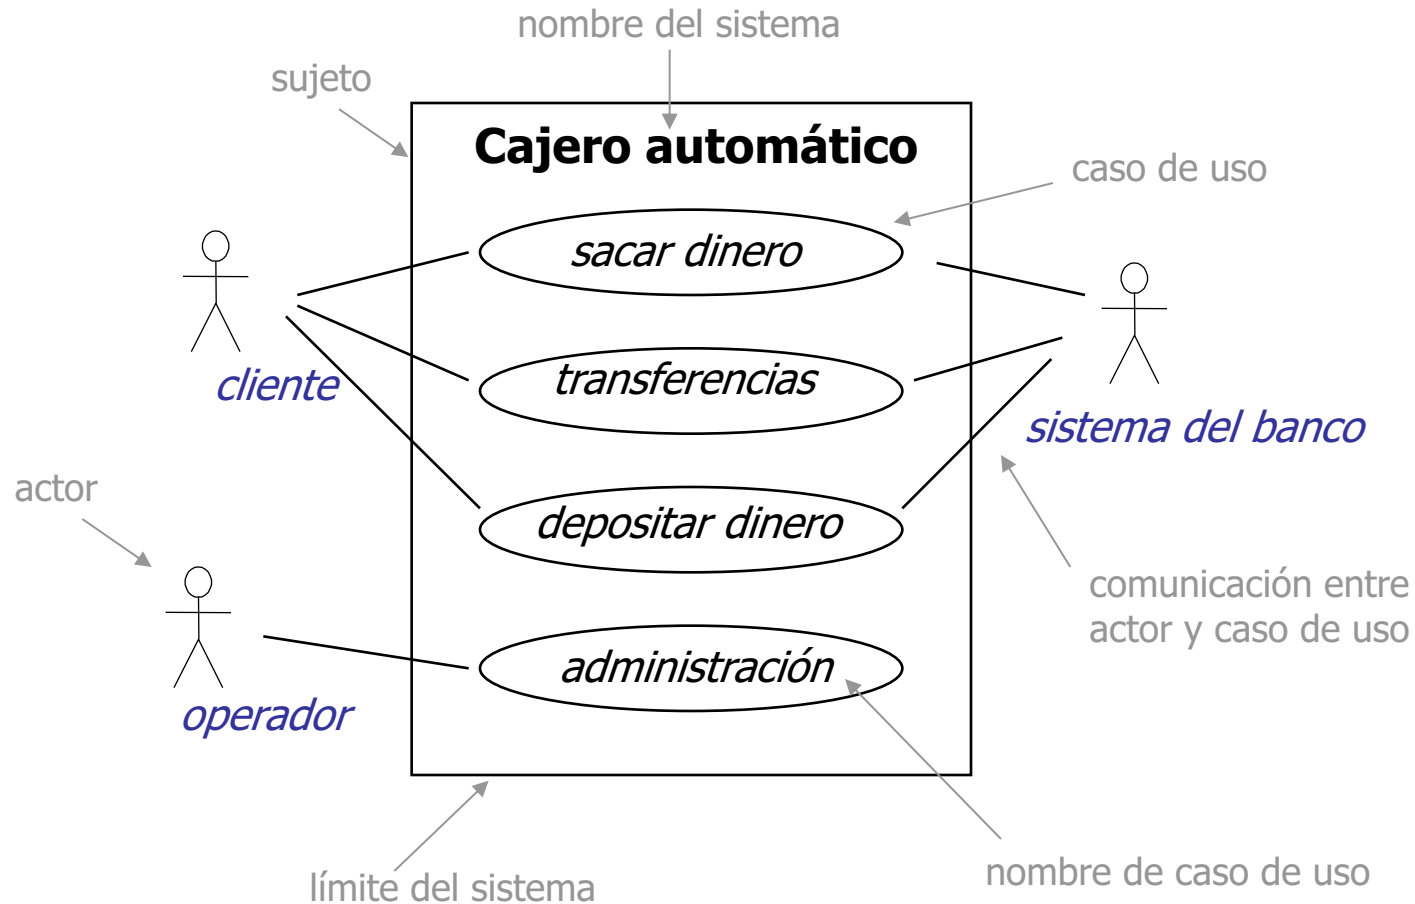 nombre del sistema
sujeto
Cajero automático
caso de uso
sacar dinero
transferencias
cliente
sistema del banco
actor
depositar dinero
comunicación entre
actor y caso de uso
administración
operador
nombre de caso de uso
límite del sistema